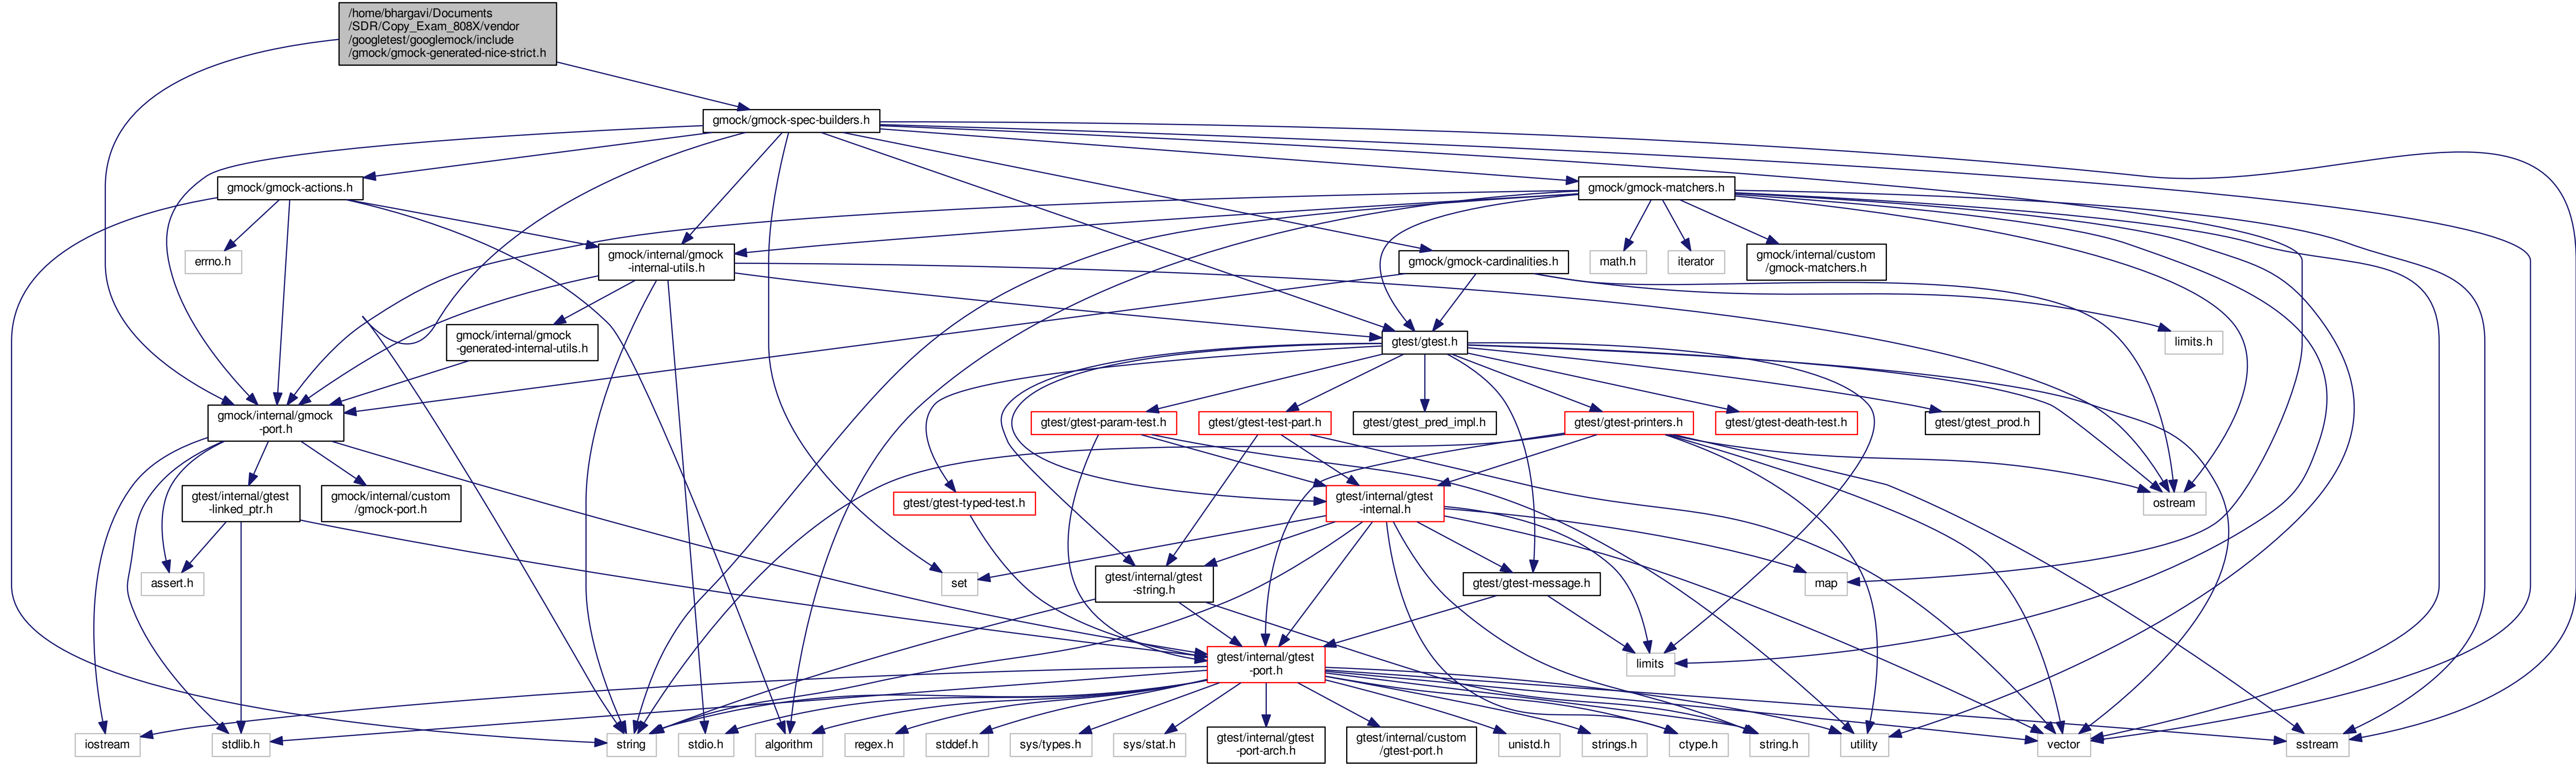 /home/bhargavi/Documents
/SDR/Copy_Exam_808X/vendor
/googletest/googlemock/include
/gmock/gmock-generated-nice-strict.h
gmock/gmock-spec-builders.h
gmock/gmock-actions.h
gmock/gmock-matchers.h
errno.h
gmock/internal/gmock
-internal-utils.h
gmock/gmock-cardinalities.h
math.h
iterator
gmock/internal/custom
/gmock-matchers.h
gmock/internal/gmock
-generated-internal-utils.h
gtest/gtest.h
limits.h
gmock/internal/gmock
-port.h
gtest/gtest-param-test.h
gtest/gtest-test-part.h
gtest/gtest_pred_impl.h
gtest/gtest-printers.h
gtest/gtest-death-test.h
gtest/gtest_prod.h
gtest/internal/gtest
-linked_ptr.h
gmock/internal/custom
/gmock-port.h
gtest/gtest-typed-test.h
gtest/internal/gtest
-internal.h
ostream
assert.h
set
gtest/internal/gtest
-string.h
gtest/gtest-message.h
map
gtest/internal/gtest
-port.h
limits
iostream
stdlib.h
string
stdio.h
algorithm
regex.h
stddef.h
sys/types.h
sys/stat.h
gtest/internal/gtest
-port-arch.h
gtest/internal/custom
/gtest-port.h
unistd.h
strings.h
ctype.h
string.h
utility
vector
sstream